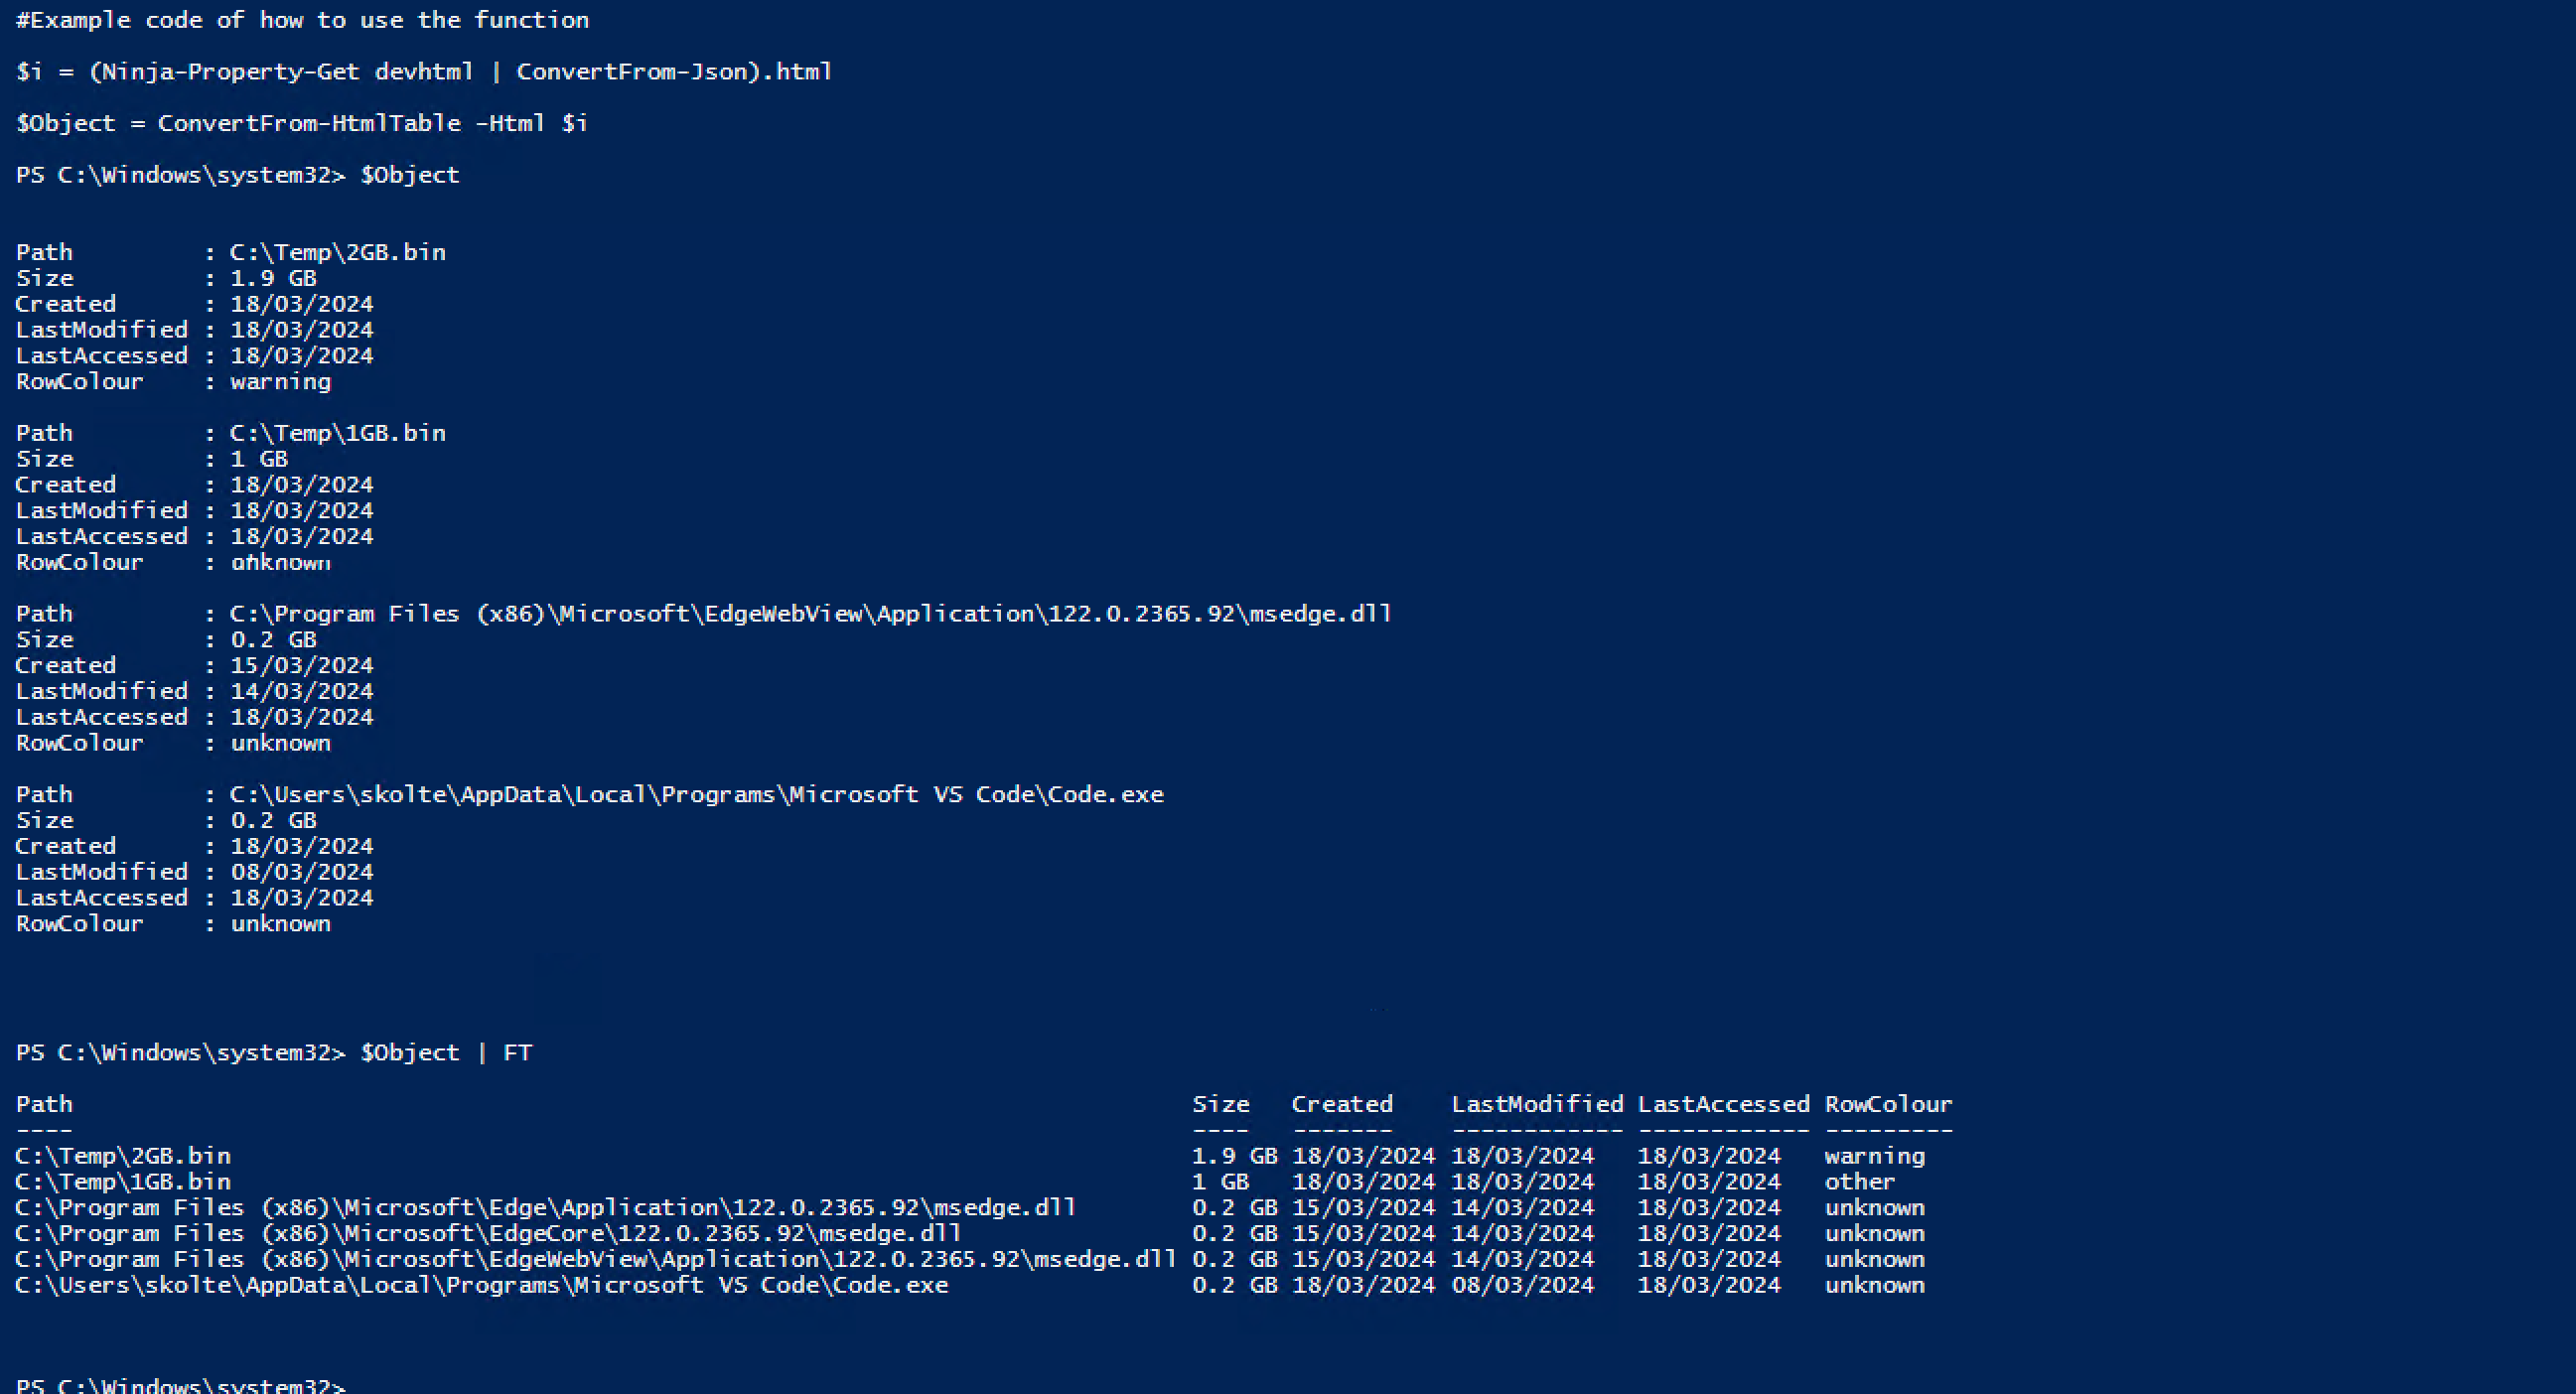 #Example code of how to use the function
$i = (Ninja-Property-Get devhtml | ConvertFrom-Json).html
$Object = ConvertFrom-HtmlTable -Html $i
PS C:\Windows\system32> $Object
Path : C:\Temp\2GB.bin
Size : 1.9 GB
Created : 18/03/2024
LastModified : 18/03/2024
LastAccessed : 18/03/2024
RowColour : warning
Path : C:\Temp\1GB.bin
Size : 1 GB
Created : 18/03/2024
LastModified : 18/03/2024
LastAccessed : 18/03/2024
RowColour :
Path : C:\Program Files (x86)\Microsoft\EdgeWebView\Application\122.0.2365.92\msedge.dll
Size : 0.2 GB
Created : 15/03/2024
LastModified : 14/03/2024
LastAccessed : 18/03/2024
RowColour : unknown
Path : C:\Users\skolte\AppData\Local\Programs\Microsoft VS Code\Code.exe
Size : 0.2 GB
Created : 18/03/2024
LastModified : 08/03/2024
LastAccessed : 18/03/2024
RowColour : unknown
PS C:\Windows\system32> $Object | FT
Path Size Created LastModified LastAccessed RowColour
---- ---- ------- ------------ ------------ ---------
C:\Temp\2GB.bin 1.9 GB 18/03/2024 18/03/2024 18/03/2024 warning
C:\Temp\1GB.bin 1 GB 18/03/2024 18/03/2024 18/03/2024 other
C:\Program Files (x86)\Microsoft\Edge\Application\122.0.2365.92\msedge.dll 0.2 GB 15/03/2024 14/03/2024 18/03/2024 unknown
C:\Program Files (x86)\Microsoft\EdgeCore\122.0.2365.92\msedge.dll 0.2 GB 15/03/2024 14/03/2024 18/03/2024 unknown
C:\Program Files (x86)\Microsoft\EdgeWebView\Application\122.0.2365.92\msedge.dll 0.2 GB 15/03/2024 14/03/2024 18/03/2024 unknown
C:\Users\skolte\AppData\Local\Programs\Microsoft VS Code\Code.exe 0.2 GB 18/03/2024 08/03/2024 18/03/2024 unknown
PS C:\Windows\system32>